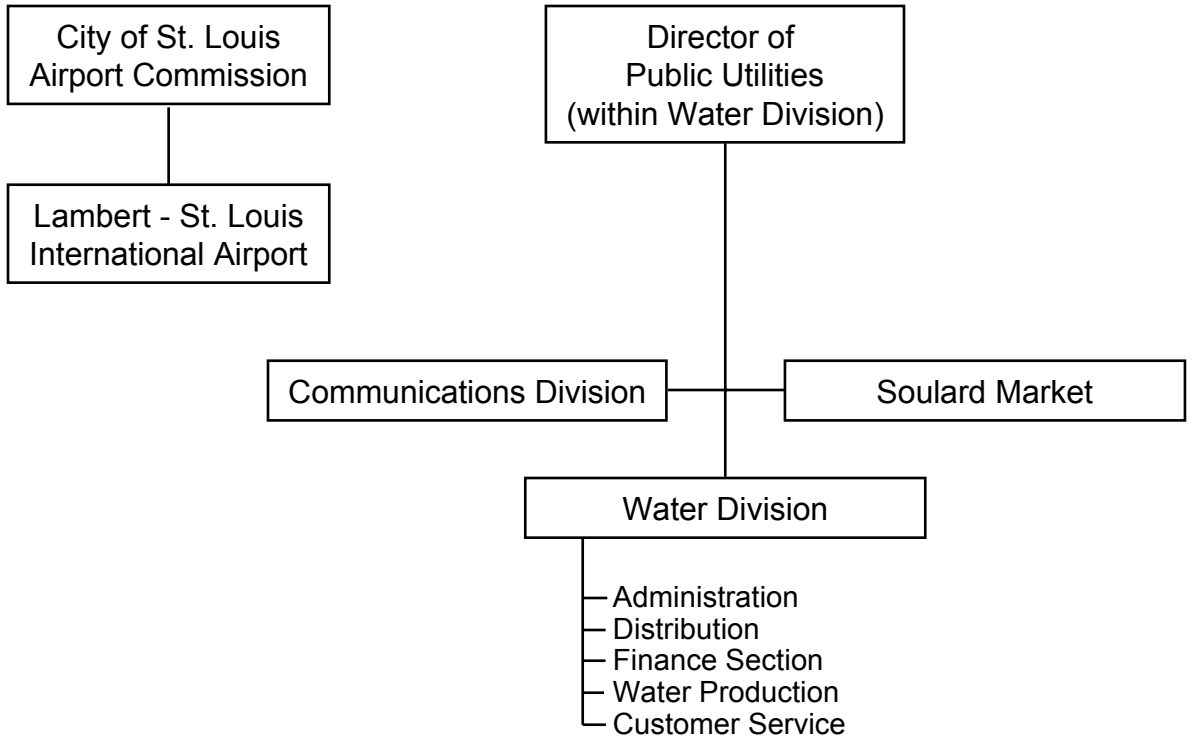 City of St. Louis
Airport Commission
Lambert - St. Louis
International Airport
Director of
Public Utilities
(within Water Division)
Communications Division
Soulard Market
Water Division
Administration
Distribution
Finance Section
Water Production
Customer Service